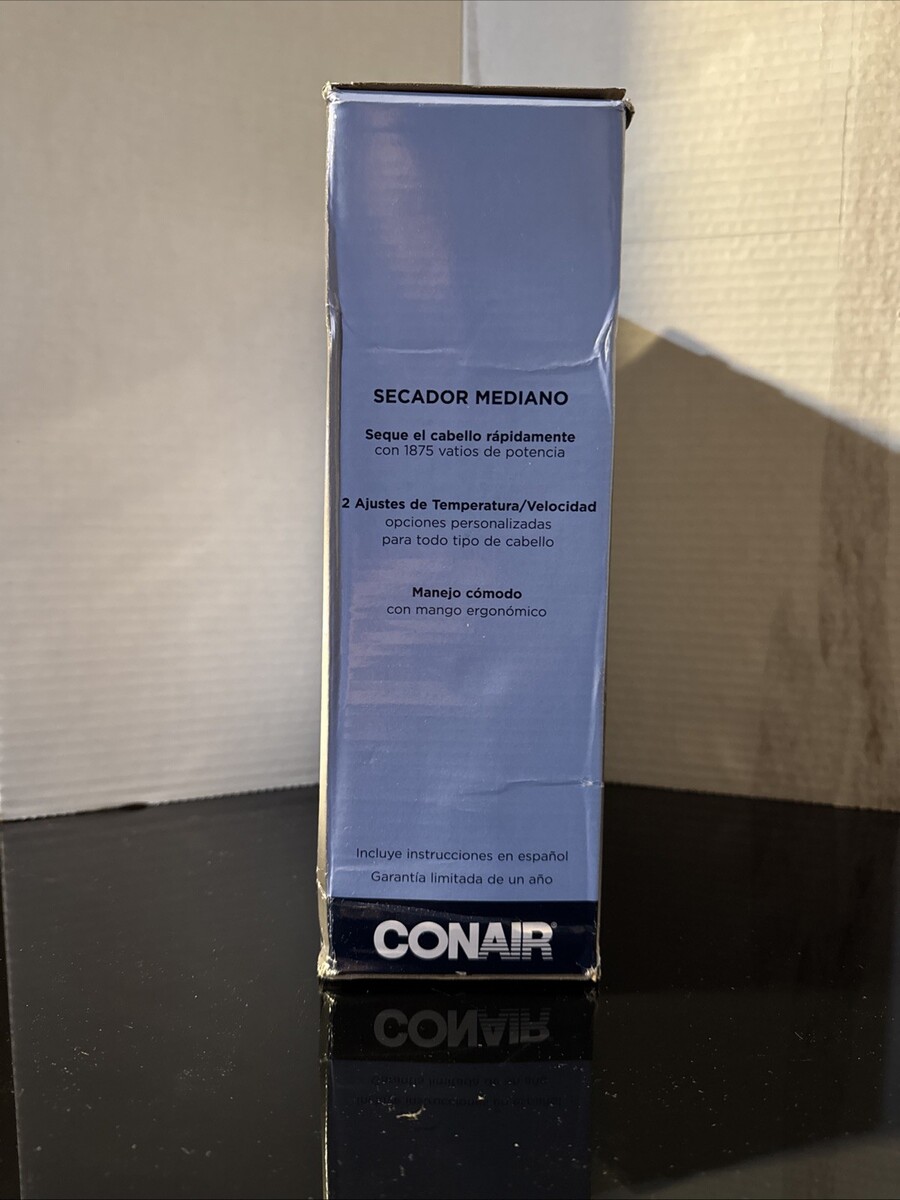 SECADOR MEDIANO
Seque el cabello rápidamente
con 1875 vatios de potencia
2 Ajustes de Temperatura/Velocidad
opciones personalizadas
para todo tipo de cabello
Manejo cómodo
con mango ergonómico
Incluye instrucciones en español
Garantía limitada de un año
CONAIR®